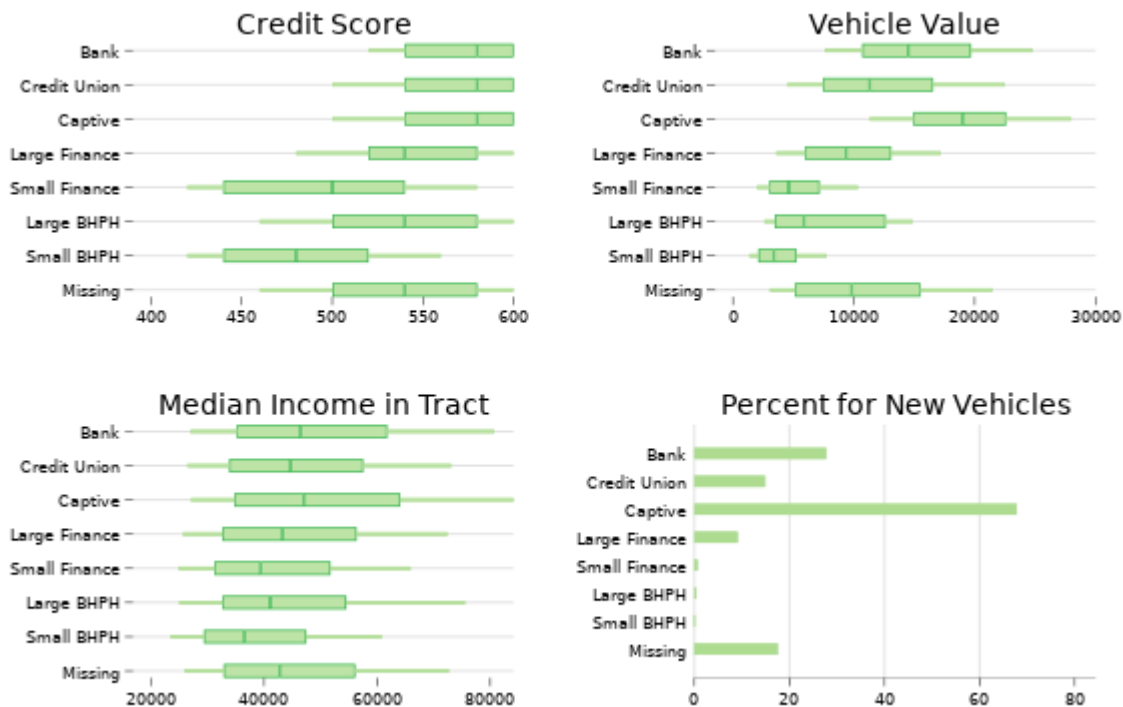 Credit Score
Bank
Credit Union
Captive
Large Finance
Small Finance
Large BHPH
Small BHPH
Missing
400 450 500 550 600
Vehicle Value
Bank
Credit Union
Captive
Large Finance
Small Finance
Large BHPH
Small BHPH
Missing
0 10000 20000 30000
Median Income in Tract
Bank
Credit Union
Captive
Large Finance
Small Finance
Large BHPH
Small BHPH
Missing
20000 40000 60000 80000
Percent for New Vehicles
Bank
Credit Union
Captive
Large Finance
Small Finance
Large BHPH
Small BHPH
Missing
0 20 40 60 80